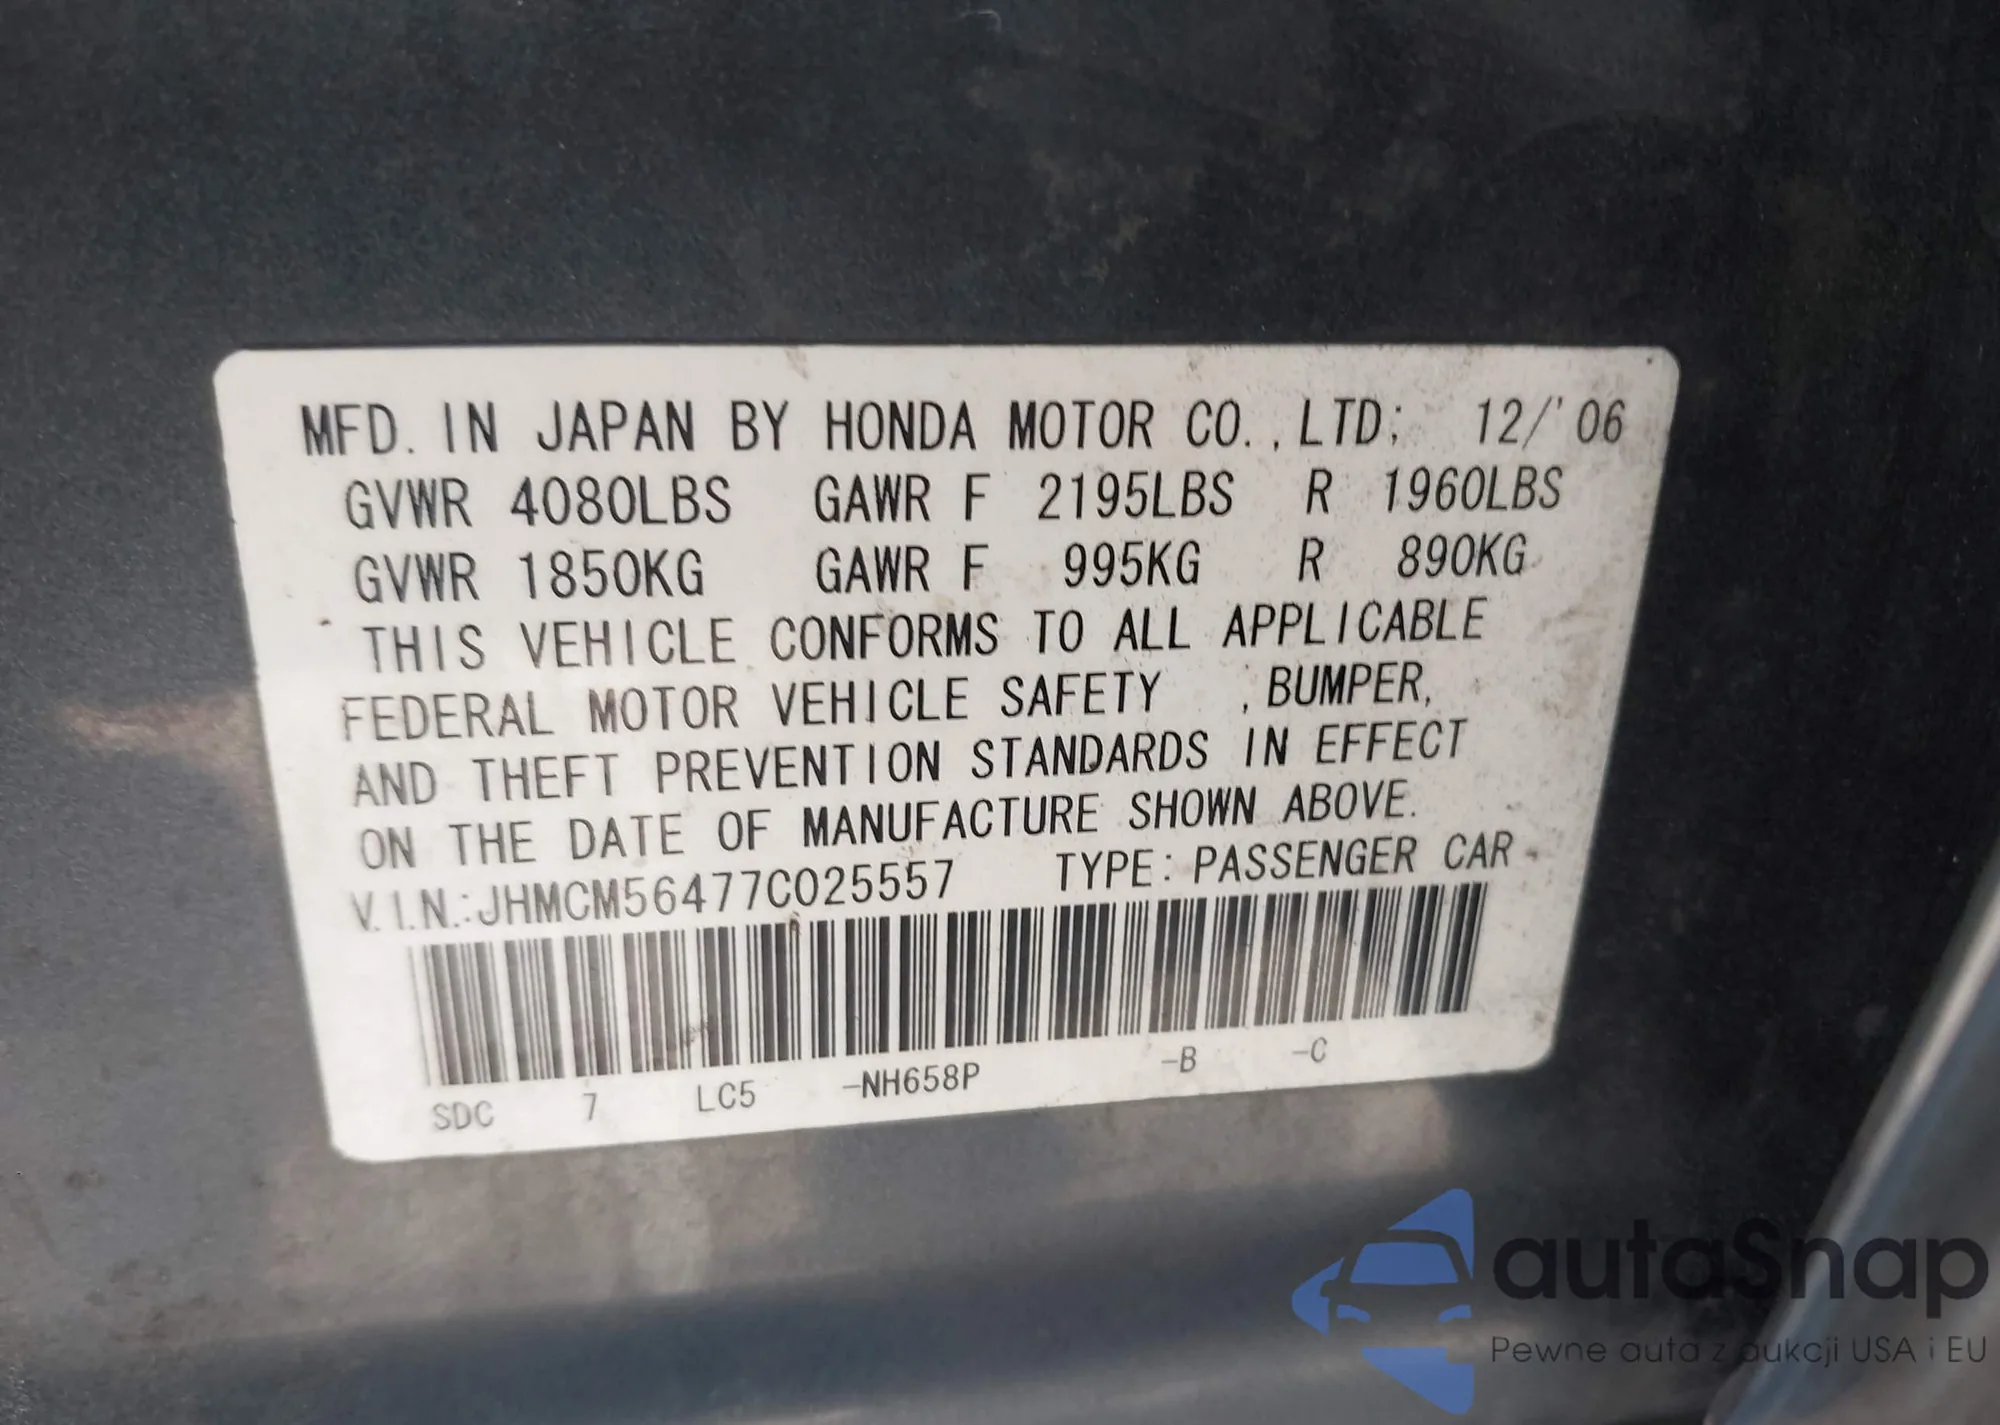 MFD. IN JAPAN BY HONDA MOTOR CO.,LTD; 12/'06
GVWR 4080LBS GAWR F 2195LBS R 1960LBS
GVWR 1850KG GAWR F 995KG R 890KG
THIS VEHICLE CONFORMS TO ALL APPLICABLE
FEDERAL MOTOR VEHICLE SAFETY ,BUMPER,
AND THEFT PREVENTION STANDARDS IN EFFECT
ON THE DATE OF MANUFACTURE SHOWN ABOVE.
V.I.N.:JHMCM56477C025557 TYPE:PASSENGER CAR
SDC 7 LC5 -NH658P -B -C
autaSnap
Pewne auta z aukcji USA i EU